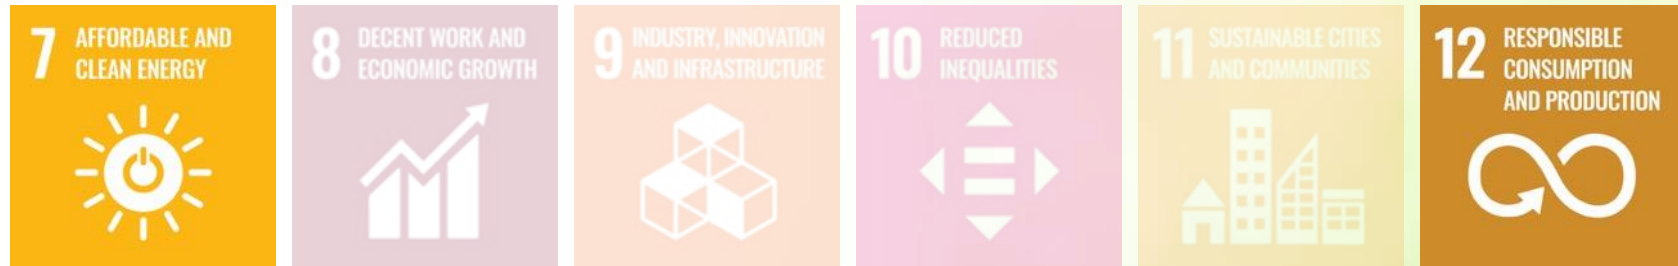 7
AFFORDABLE AND
CLEAN ENERGY
8
DECENT WORK AND
ECONOMIC GROWTH
9
INDUSTRY, INNOVATION
AND INFRASTRUCTURE
10
REDUCED
INEQUALITIES
11
SUSTAINABLE CITIES
AND COMMUNITIES
12
RESPONSIBLE
CONSUMPTION
AND PRODUCTION